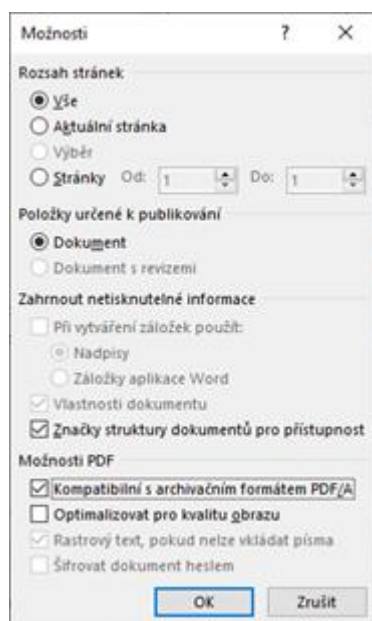 Možnosti ? ×
Rozsah stránek
Vše
Aktuální stránka
Výběr
Stránky Od: 1 Do: 1
Položky určené k publikování
Dokument
Dokument s revizemi
Zahrnout netisknutelné informace
Při vytváření záložek použít:
Nadpisy
Záložky aplikace Word
Vlastnosti dokumentu
Značky struktury dokumentů pro přístupnost
Možnosti PDF
Kompatibilní s archivačním formátem PDF/A
Optimalizovat pro kvalitu obrazu
Rastrový text, pokud nelze vkládat písma
Šifrovat dokument heslem
OK Zrušit